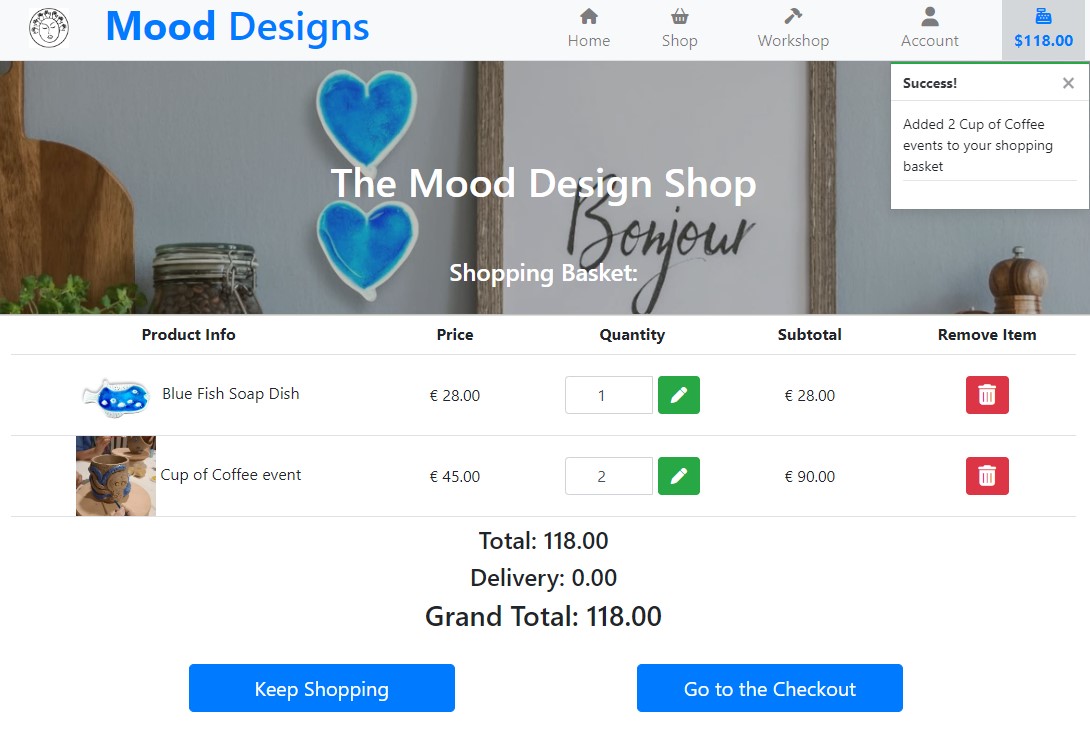 Mood Designs
Home
Shop
Workshop
Account
$118.00
Success!
×
Added 2 Cup of Coffee
events to your shopping
basket
The Mood Design Shop
Bonjour
Shopping Basket:
Product Info Price Quantity Subtotal Remove Item
Blue Fish Soap Dish € 28.00 1 € 28.00
Cup of Coffee event € 45.00 2 € 90.00
Total: 118.00
Delivery: 0.00
Grand Total: 118.00
Keep Shopping Go to the Checkout